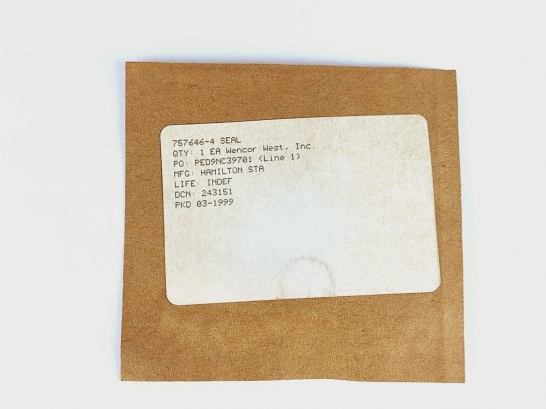 757646-4 SEAL
QTY: 1 EA Wencor West, Inc.
PO: PED9NC39701 (Line 1)
MFG: HAMILTON STA
LIFE: INDEF
DCN: 243151
PKD 03-1999